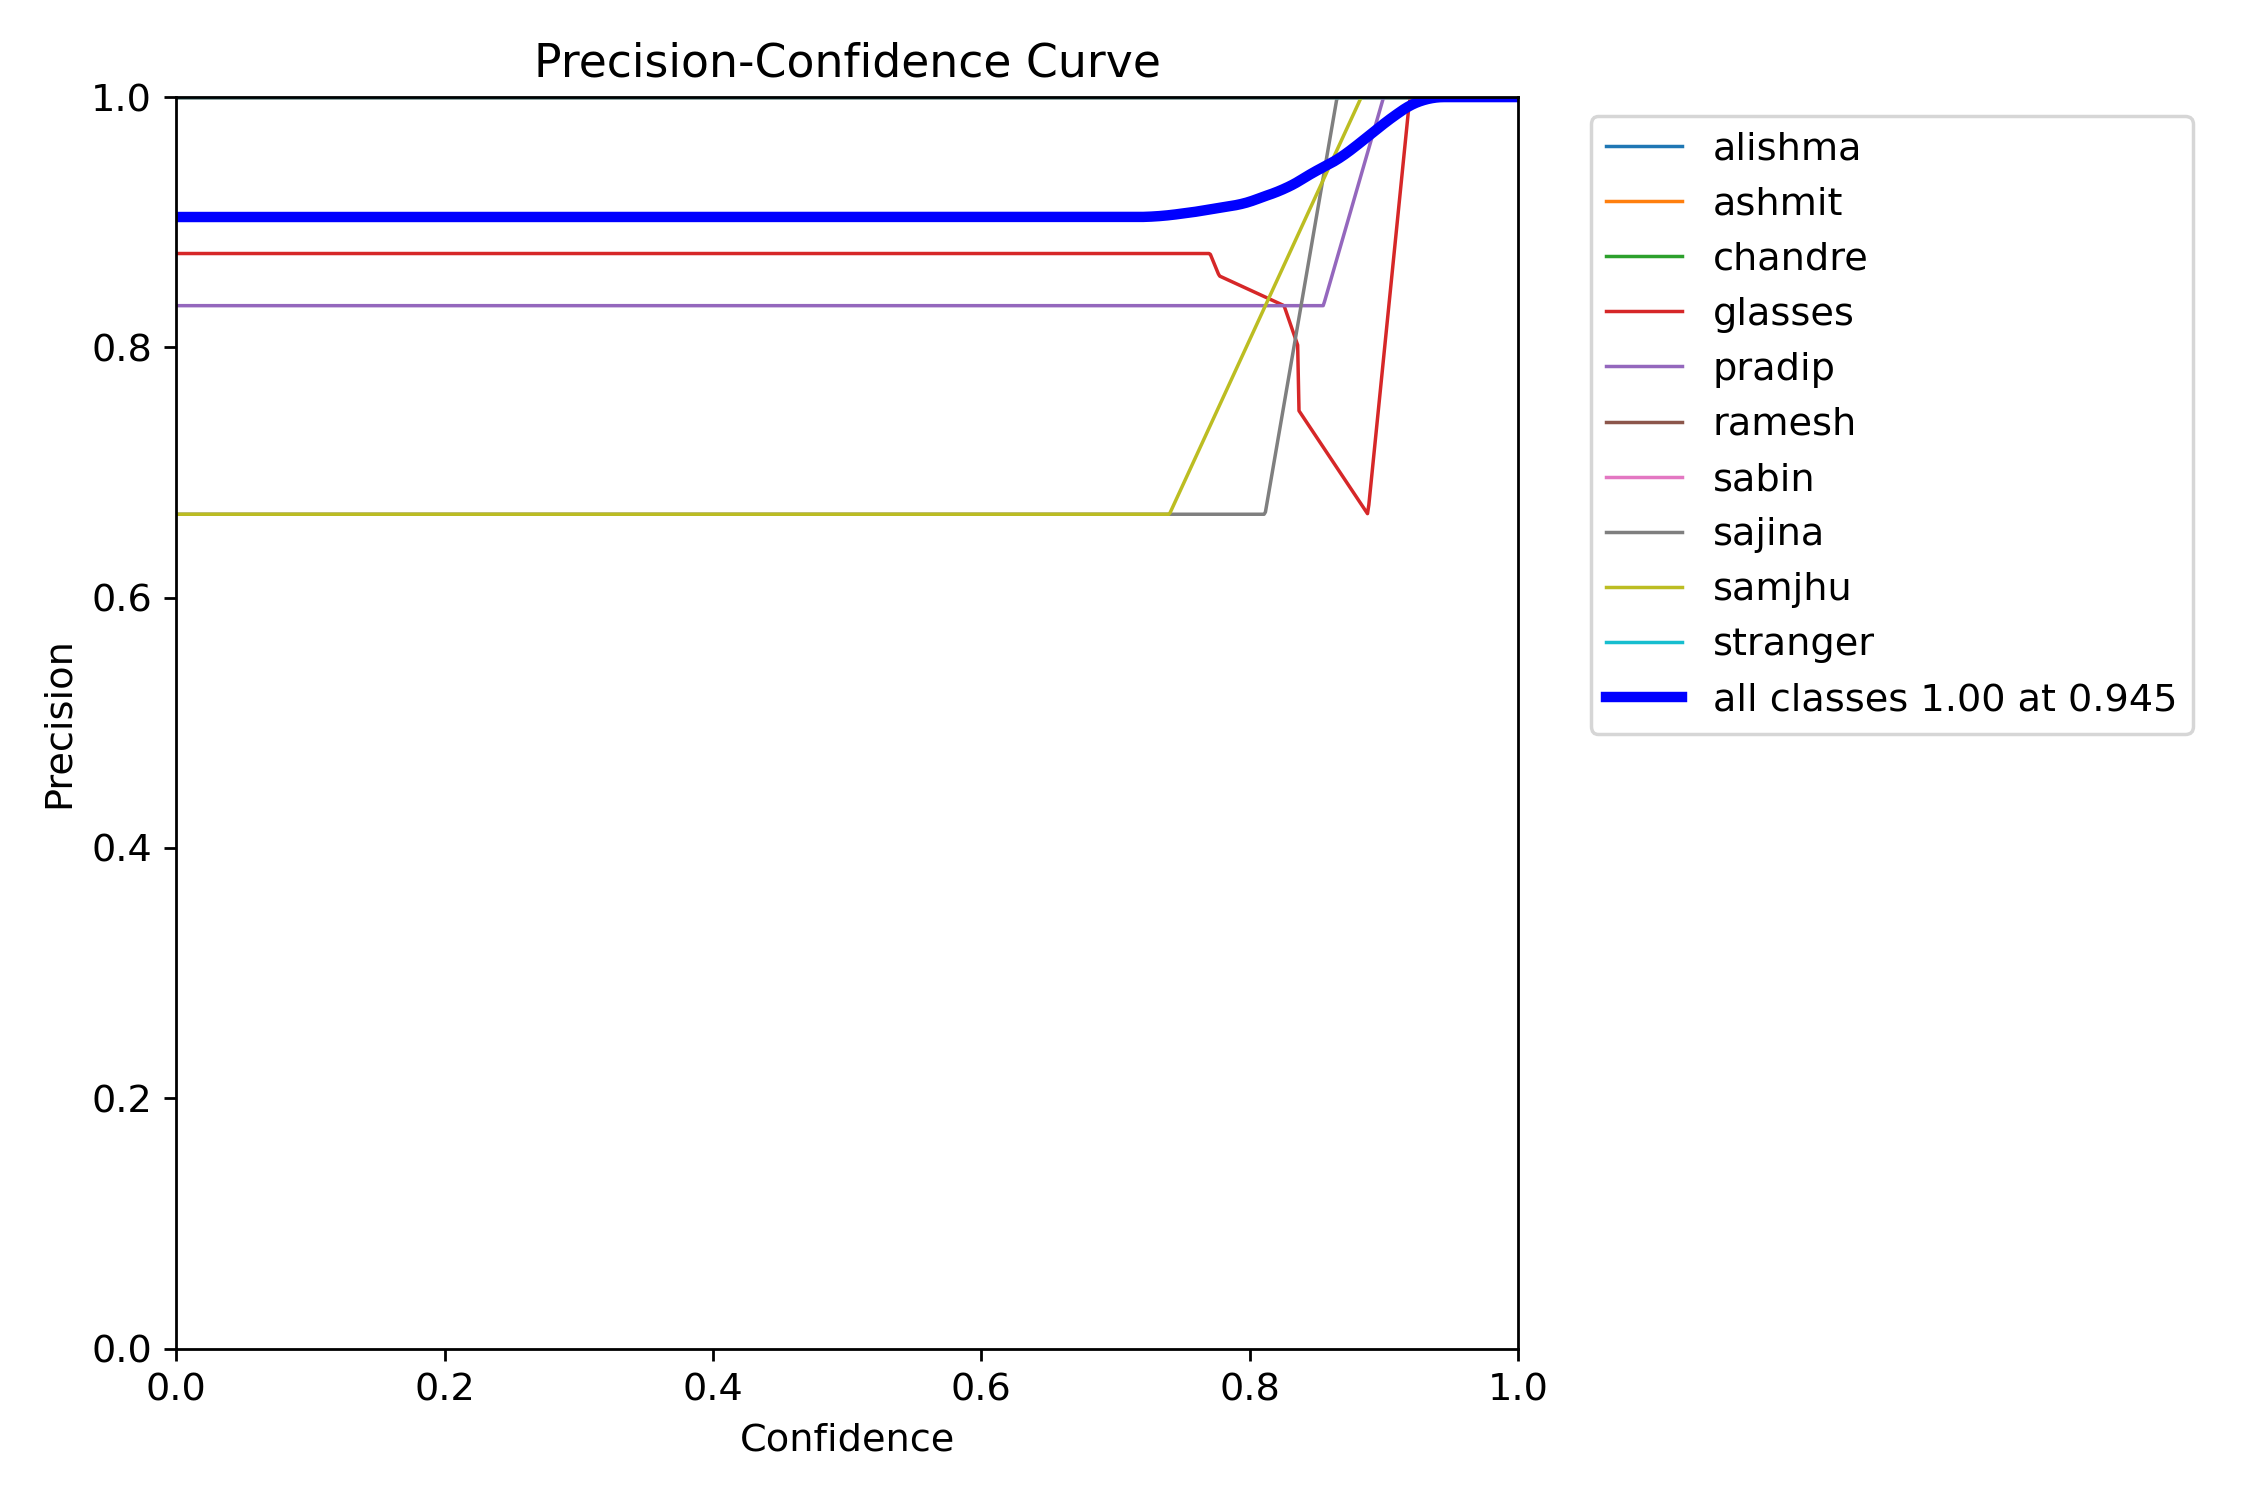 Precision-Confidence Curve
1.0
0.8
0.6
0.4
0.2
0.0
Precision
0.0 0.2 0.4 0.6 0.8 1.0
Confidence
alishma
ashmit
chandre
glasses
pradip
ramesh
sabin
sajina
samjhu
stranger
all classes 1.00 at 0.945